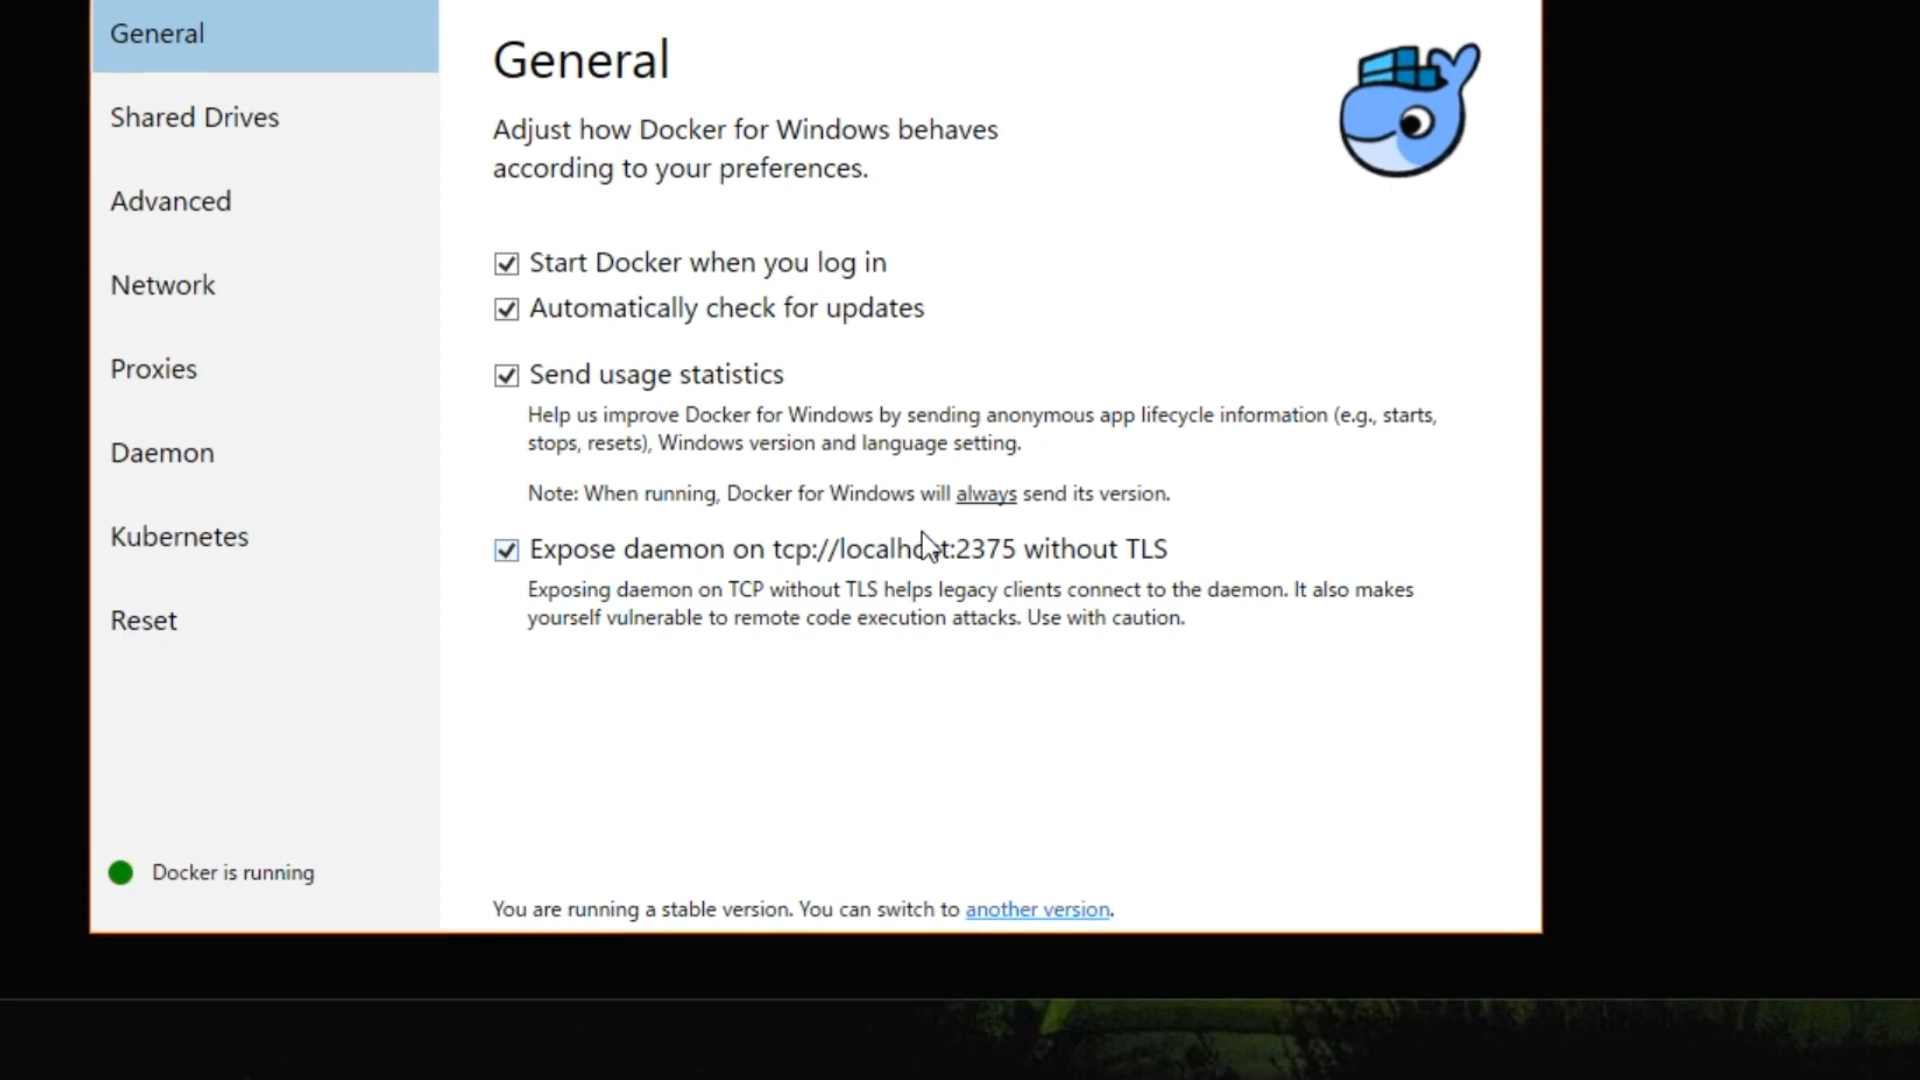 General
Shared Drives
Advanced
Network
Proxies
Daemon
Kubernetes
Reset
Docker is running
General
Adjust how Docker for Windows behaves
according to your preferences.
Start Docker when you log in
Automatically check for updates
Send usage statistics
Help us improve Docker for Windows by sending anonymous app lifecycle information (e.g., starts,
stops, resets), Windows version and language setting.
Note: When running, Docker for Windows will always send its version.
Expose daemon on tcp://localhost:2375 without TLS
Exposing daemon on TCP without TLS helps legacy clients connect to the daemon. It also makes
yourself vulnerable to remote code execution attacks. Use with caution.
You are running a stable version. You can switch to another version.